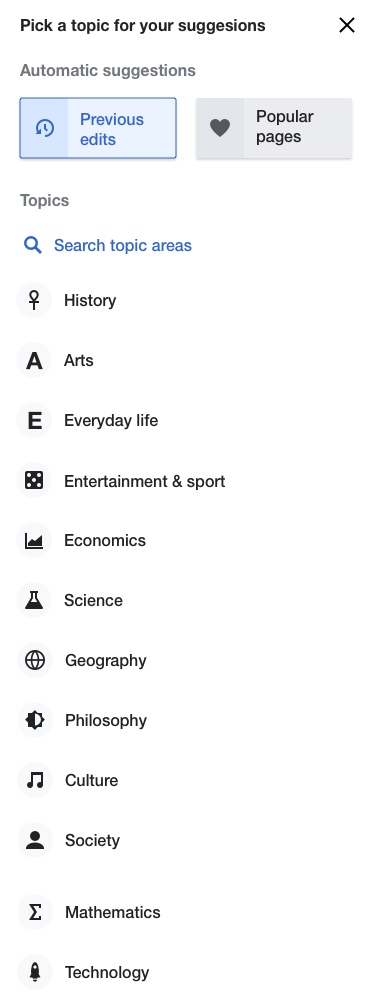 Pick a topic for your suggesions
Automatic suggestions
Previous
edits
Popular
pages
Topics
Search topic areas
History
A
Arts
E
Everyday life
Entertainment & sport
Economics
Science
Geography
Philosophy
Culture
Society
Σ
Mathematics
Technology